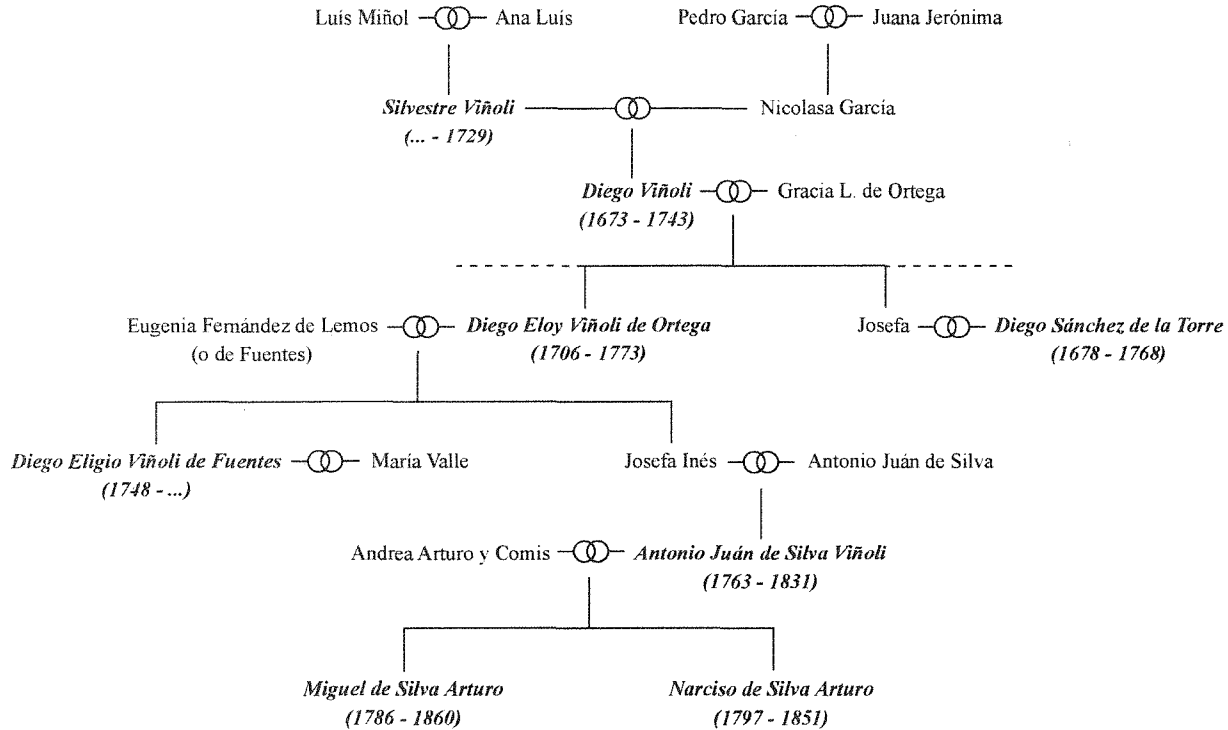 Luís Miñol Ana Luís Pedro García Juana Jerónima
Silvestre Viñoli Nicolasa García
(... - 1729)
Diego Viñoli Gracia L. de Ortega
(1673 - 1743)
Eugenia Fernández de Lemos Diego Eloy Viñoli de Ortega Josefa Diego Sánchez de la Torre
(o de Fuentes) (1706 - 1773) (1678 - 1768)
Diego Eligio Viñoli de Fuentes María Valle Josefa Inés Antonio Juán de Silva
(1748 - ...)
Andrea Arturo y Comis Antonio Juán de Silva Viñoli
(1763 - 1831)
Miguel de Silva Arturo Narciso de Silva Arturo
(1786 - 1860) (1797 - 1851)